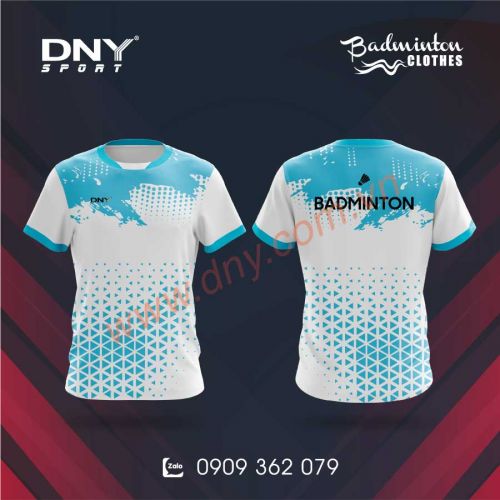 DNY
SPORT
Badminton
CLOTHES
DNY
BADMINTON
www.dny.com.vn
Zalo
0909 362 079